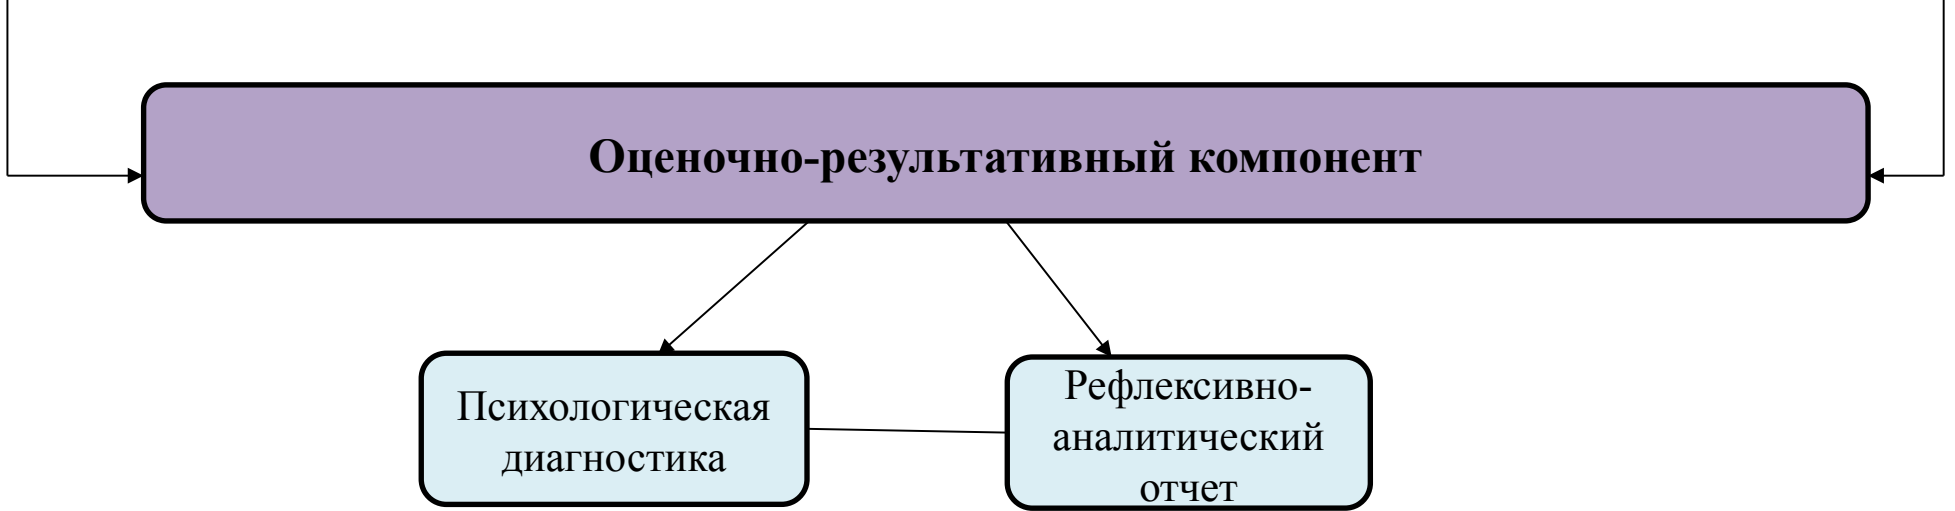 Оценочно-результативный компонент
Психологическая
диагностика
Рефлексивно-
аналитический
отчет